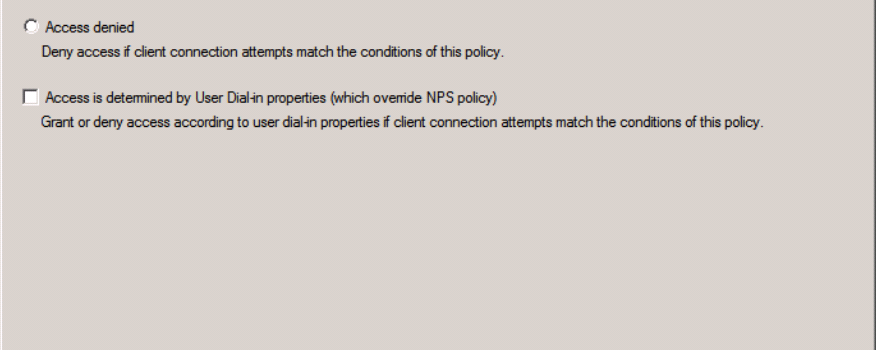 Access denied
Deny access if client connection attempts match the conditions of this policy.
Access is determined by User Dial-in properties (which override NPS policy)
Grant or deny access according to user dial-in properties if client connection attempts match the conditions of this policy.